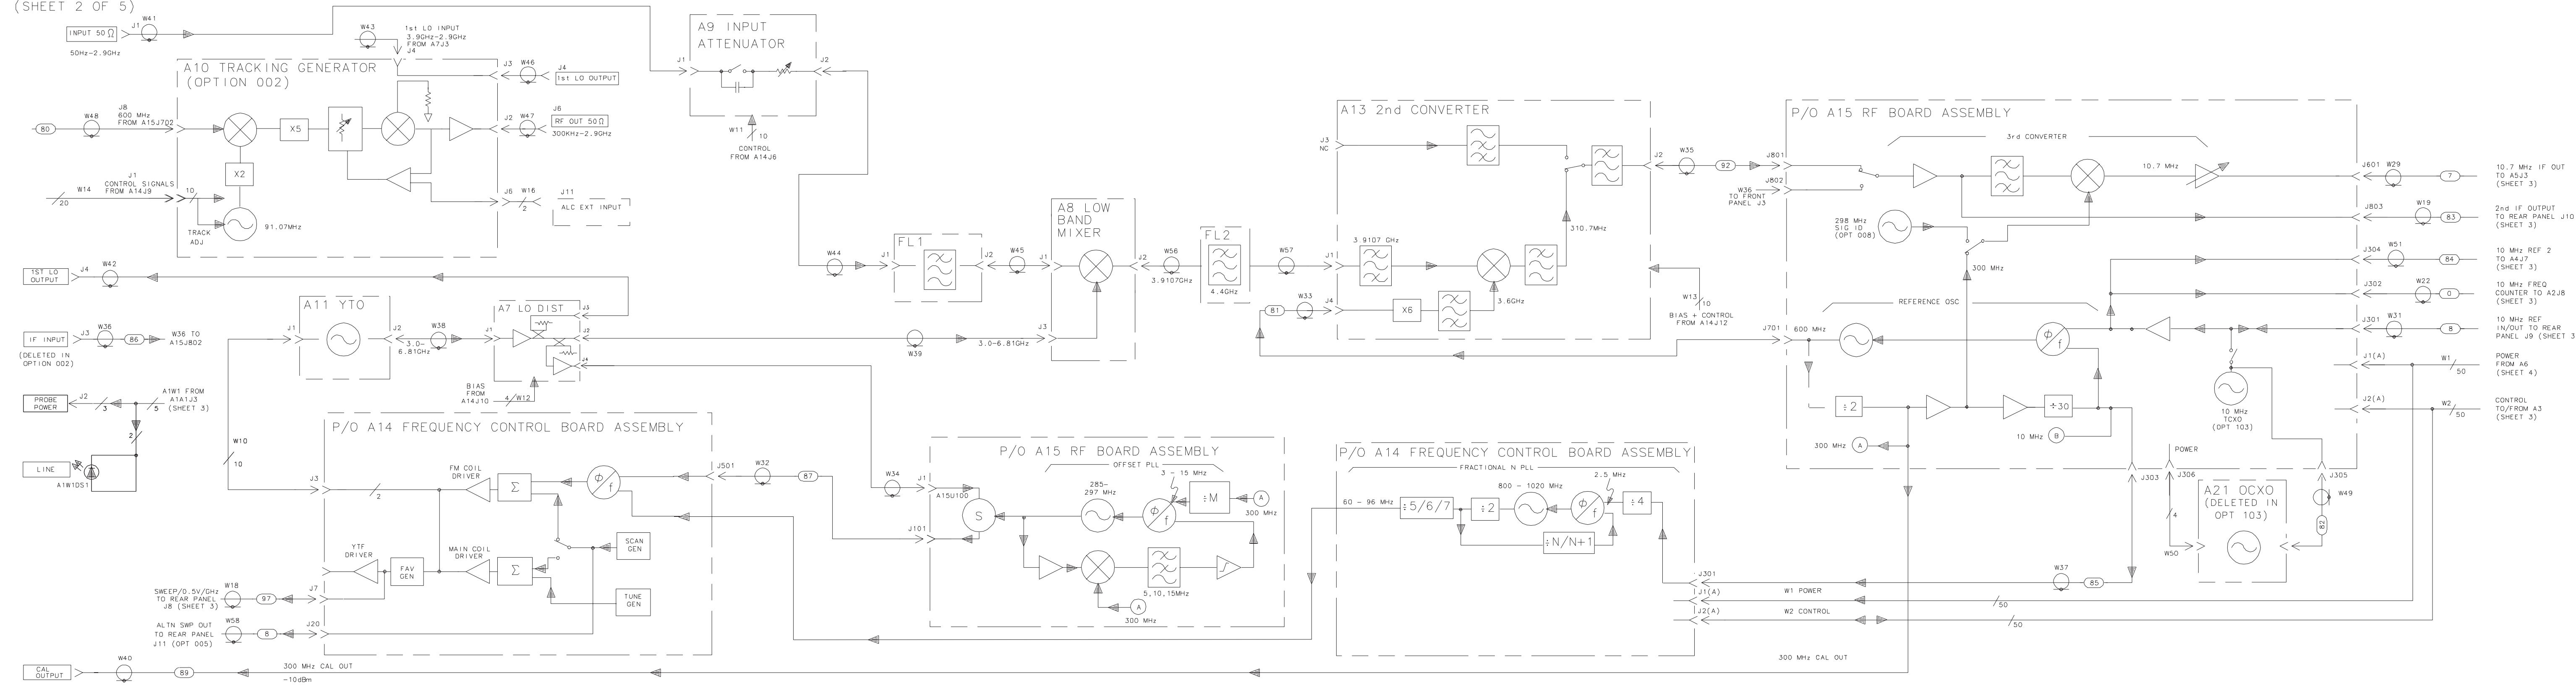 (SHEET 2 OF 5)
INPUT 50 Ω
J1
W41
50Hz-2.9GHz
W43
1st LO INPUT
3.9GHz-2.9GHz
FROM A7J3
J4
A10 TRACKING GENERATOR
(OPTION 002)
J3
W46
J4
1st LO OUTPUT
80
W48
J8
600 MHz
FROM A15J702
X5
X2
J2
W47
J6
RF OUT 50 Ω
300KHz-2.9GHz
W14
20
J1
CONTROL SIGNALS
FROM A14J9
10
TRACK
ADJ
91.07MHz
J6
W16
2
J11
ALC EXT INPUT
A9 INPUT
ATTENUATOR
J1
J2
W11
10
CONTROL
FROM A14J6
1ST LO
OUTPUT
J4
W42
IF INPUT
J3
W36
86
W36 TO
A15J802
(DELETED IN
OPTION 002)
A11 YTO
J1
J2
W38
3.0-
6.81GHz
A7 LO DIST
J1
J3
J2
J4
BIAS
FROM
A14J10
4
W12
W44
FL1
J1
J2
W45
A8 LOW
BAND
MIXER
J1
J2
J3
W39
3.0-6.81GHz
W56
3.9107GHz
FL2
4.4GHz
W57
A13 2nd CONVERTER
J3
NC
J1
3.9107 GHz
J4
81
W33
X6
3.6GHz
310.7MHz
J2
W35
92
W13
10
BIAS + CONTROL
FROM A14J12
P/O A15 RF BOARD ASSEMBLY
3rd CONVERTER
J801
J802
W36
TO FRONT
PANEL J3
10.7 MHz
298 MHz
SIG ID
(OPT 008)
300 MHz
REFERENCE OSC
J701
600 MHz
ϕ
f
÷2
÷30
300 MHz
A
10 MHz
B
10 MHz
TCXO
(OPT 103)
POWER
J303
J306
J305
J601
W29
7
10.7 MHz IF OUT
TO A5J3
(SHEET 3)
J803
W19
83
2nd IF OUTPUT
TO REAR PANEL J10
(SHEET 3)
J304
W51
84
10 MHz REF 2
TO A4J7
(SHEET 3)
J302
W22
0
10 MHz FREQ
COUNTER TO A2J8
(SHEET 3)
J301
W31
8
10 MHz REF
IN/OUT TO REAR
PANEL J9 (SHEET 3
J1(A)
W1
50
POWER
FROM A6
(SHEET 4)
J2(A)
W2
50
CONTROL
TO/FROM A3
(SHEET 3)
PROBE
POWER
J2
3
5
A1W1 FROM
A1A1J3
(SHEET 3)
2
LINE
A1W1DS1
W10
10
P/O A14 FREQUENCY CONTROL BOARD ASSEMBLY
J3
2
FM COIL
DRIVER
Σ
ϕ
f
J501
W32
87
YTF
DRIVER
FAV
GEN
MAIN COIL
DRIVER
Σ
SCAN
GEN
TUNE
GEN
W18
SWEEP/0.5V/GHz
TO REAR PANEL
J8 (SHEET 3)
97
J7
ALTN SWP OUT
TO REAR PANEL
J11 (OPT 005)
W58
8
J20
CAL
OUTPUT
W40
89
300 MHz CAL OUT
-10dBm
W34
P/O A15 RF BOARD ASSEMBLY
OFFSET PLL
J1
A15U100
S
J101
285-
297 MHz
3 - 15 MHz
ϕ
f
÷M
A
300 MHz
5,10,15MHz
A
300 MHz
P/O A14 FREQUENCY CONTROL BOARD ASSEMBLY
FRACTIONAL N PLL
60 - 96 MHz
÷5/6/7
÷2
800 - 1020 MHz
ϕ
f
2.5 MHz
÷4
÷N/N+1
J301
J1(A)
J2(A)
W1 POWER
50
W2 CONTROL
50
W37
85
300 MHz CAL OUT
A21 OCXO
(DELETED IN
OPT 103)
4
W50
W49
82